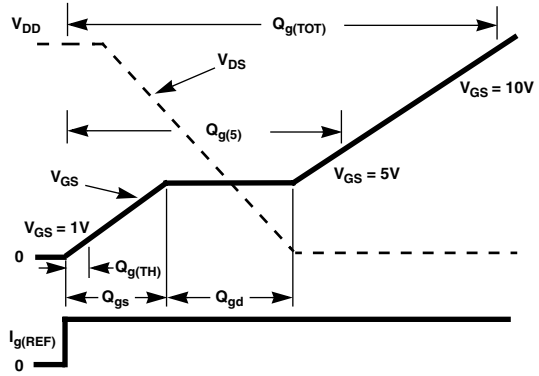 V_DD
Q_g(TOT)
V_DS
V_GS = 10V
Q_g(5)
V_GS
V_GS = 5V
V_GS = 1V
0
Q_g(TH)
Q_gs
Q_gd
I_g(REF)
0